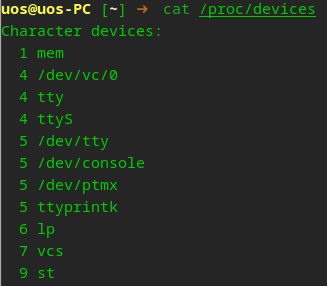 uos@uos-PC [~] ➜ cat /proc/devices
Character devices:
  1 mem
  4 /dev/vc/0
  4 tty
  4 ttyS
  5 /dev/tty
  5 /dev/console
  5 /dev/ptmx
  5 ttyprintk
  6 lp
  7 vcs
  9 st